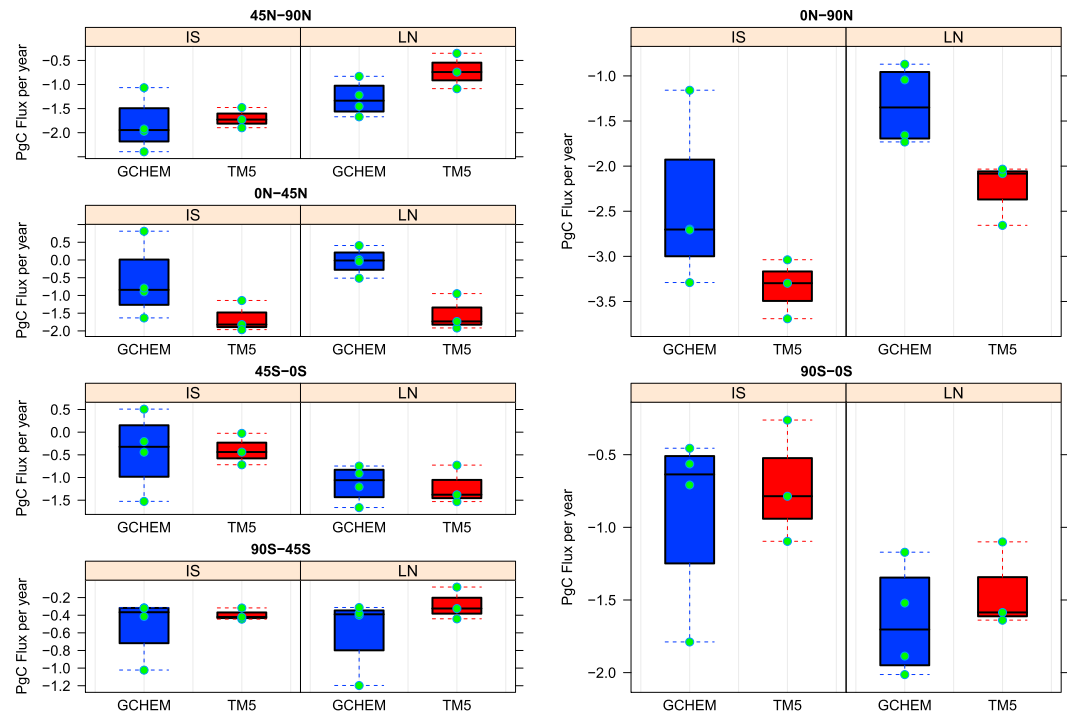 45N−90N
IS LN
PgC Flux per year
−0.5
−1.0
−1.5
−2.0
GCHEM TM5 GCHEM TM5
0N−45N
IS LN
PgC Flux per year
0.5
0.0
−0.5
−1.0
−1.5
−2.0
GCHEM TM5 GCHEM TM5
45S−0S
IS LN
PgC Flux per year
0.5
0.0
−0.5
−1.0
−1.5
GCHEM TM5 GCHEM TM5
90S−45S
IS LN
PgC Flux per year
−0.2
−0.4
−0.6
−0.8
−1.0
−1.2
GCHEM TM5 GCHEM TM5
0N−90N
IS LN
PgC Flux per year
−1.0
−1.5
−2.0
−2.5
−3.0
−3.5
GCHEM TM5 GCHEM TM5
90S−0S
IS LN
PgC Flux per year
−0.5
−1.0
−1.5
−2.0
GCHEM TM5 GCHEM TM5